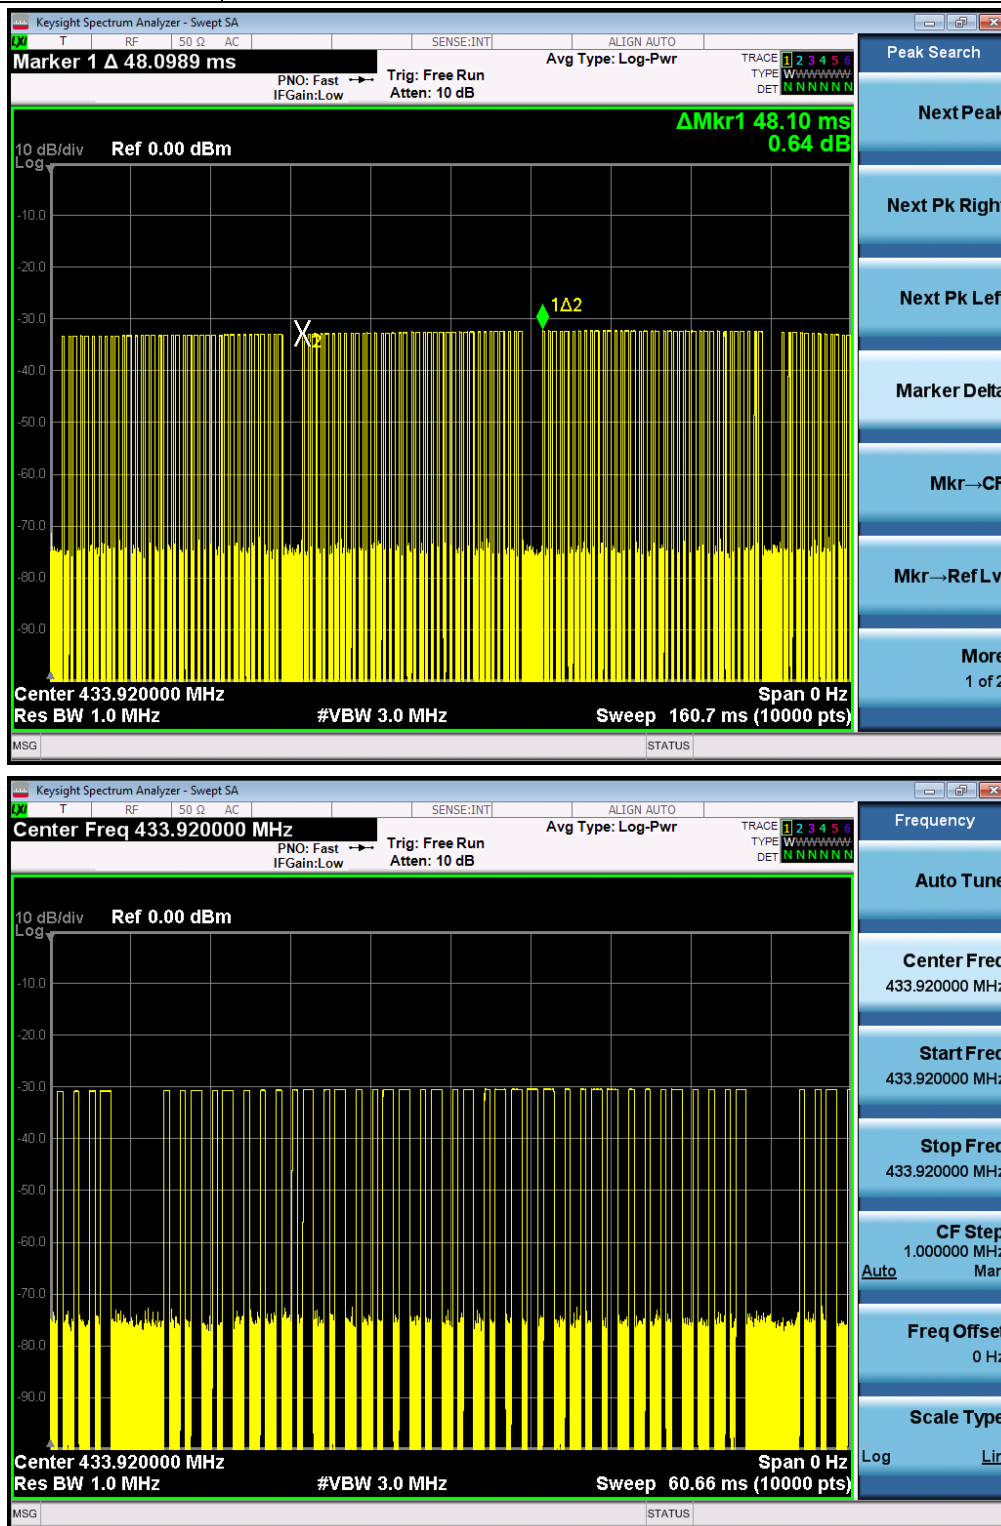 Keysight Spectrum Analyzer - Swept SA
LXI T RF 50 Ω AC SENSE:INT ALIGN AUTO
Marker 1 Δ 48.0989 ms
PNO: Fast
IFGain:Low
Trig: Free Run
Atten: 10 dB
Avg Type: Log-Pwr
TRACE 1 2 3 4 5 6
TYPE W
DET N N N N N N
Peak Search
ΔMkr1 48.10 ms
0.64 dB
10 dB/div Ref 0.00 dBm
Log
-10.0
-20.0
-30.0
-40.0
-50.0
-60.0
-70.0
-80.0
-90.0
X2
1Δ2
Center 433.920000 MHz Span 0 Hz
Res BW 1.0 MHz #VBW 3.0 MHz Sweep 160.7 ms (10000 pts)
MSG STATUS
Next Peak
Next Pk Right
Next Pk Left
Marker Delta
Mkr→CF
Mkr→Ref Lv
More
1 of 2
Keysight Spectrum Analyzer - Swept SA
LXI T RF 50 Ω AC SENSE:INT ALIGN AUTO
Center Freq 433.920000 MHz
PNO: Fast
IFGain:Low
Trig: Free Run
Atten: 10 dB
Avg Type: Log-Pwr
TRACE 1 2 3 4 5 6
TYPE W
DET N N N N N N
Frequency
10 dB/div Ref 0.00 dBm
Log
-10.0
-20.0
-30.0
-40.0
-50.0
-60.0
-70.0
-80.0
-90.0
Center 433.920000 MHz Span 0 Hz
Res BW 1.0 MHz #VBW 3.0 MHz Sweep 60.66 ms (10000 pts)
MSG STATUS
Auto Tune
Center Freq
433.920000 MHz
Start Freq
433.920000 MHz
Stop Freq
433.920000 MHz
CF Step
1.000000 MHz
Auto Man
Freq Offset
0 Hz
Scale Type
Log Lin